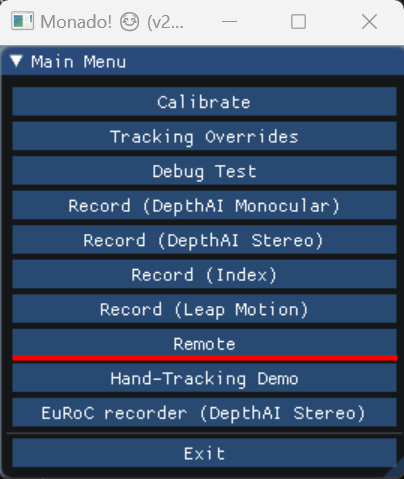 Monado! 😊 (v2...
▼ Main Menu
Calibrate
Tracking Overrides
Debug Test
Record (DepthAI Monocular)
Record (DepthAI Stereo)
Record (Index)
Record (Leap Motion)
Remote
Hand-Tracking Demo
EuRoC recorder (DepthAI Stereo)
Exit